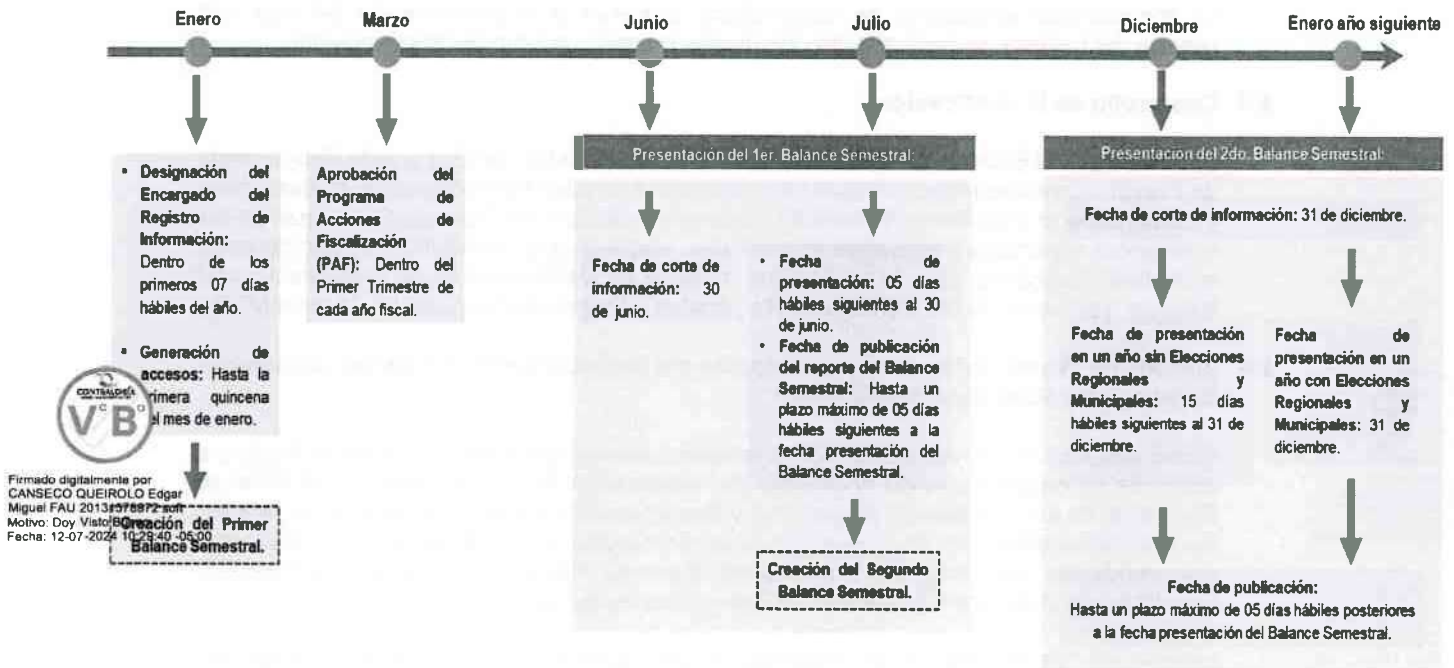 Enero
Marzo
Junio
Julio
Diciembre
Enero año siguiente
• Designación del
Encargado del
Registro de
Información:
Dentro de los
primeros 07 días
hábiles del año.
• Generación de
accesos: Hasta la
primera quincena
del mes de enero.
Creación del Primer
Balance Semestral.
Aprobación del
Programa de
Acciones de
Fiscalización
(PAF): Dentro del
Primer Trimestre de
cada año fiscal.
Presentación del 1er. Balance Semestral:
Fecha de corte de
información: 30
de junio.
• Fecha de
presentación: 05 días
hábiles siguientes al 30
de junio.
• Fecha de publicación
del reporte del Balance
Semestral: Hasta un
plazo máximo de 05 días
hábiles siguientes a la
fecha presentación del
Balance Semestral.
Creación del Segundo
Balance Semestral.
Presentación del 2do. Balance Semestral:
Fecha de corte de información: 31 de diciembre.
Fecha de presentación
en un año sin Elecciones
Regionales y
Municipales: 15 días
hábiles siguientes al 31 de
diciembre.
Fecha de
presentación en un
año con Elecciones
Regionales y
Municipales: 31 de
diciembre.
Fecha de publicación:
Hasta un plazo máximo de 05 días hábiles posteriores
a la fecha presentación del Balance Semestral.
CONTRALORÍA
V°B°
Firmado digitalmente por
CANSECO QUEIROLO Edgar
Miguel FAU soft
Motivo: Doy Visto
Fecha: 12-07-2024 10:29:40 -05:00